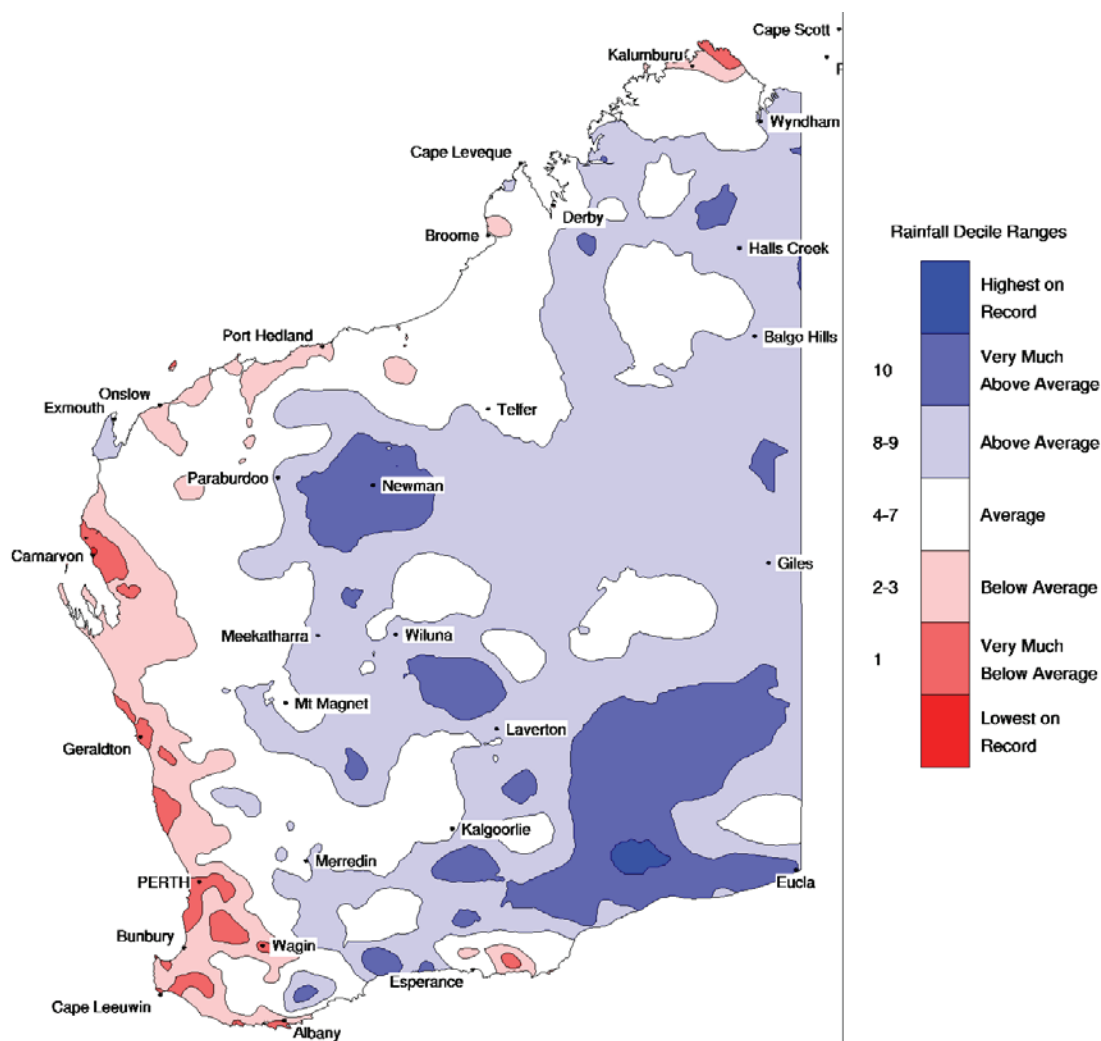 Cape Scott
Kalumburu
Wyndham
Cape Leveque
Derby
Broome
Halls Creek
Port Hedland
Balgo Hills
Onslow
Exmouth
Telfer
Paraburdoo
Newman
Carnarvon
Giles
Meekatharra
Wiluna
Mt Magnet
Laverton
Geraldton
Kalgoorlie
Merredin
PERTH
Eucla
Bunbury
Wagin
Esperance
Cape Leeuwin
Albany
Rainfall Decile Ranges
Highest on
Record
10
Very Much
Above Average
8-9
Above Average
4-7
Average
2-3
Below Average
1
Very Much
Below Average
Lowest on
Record